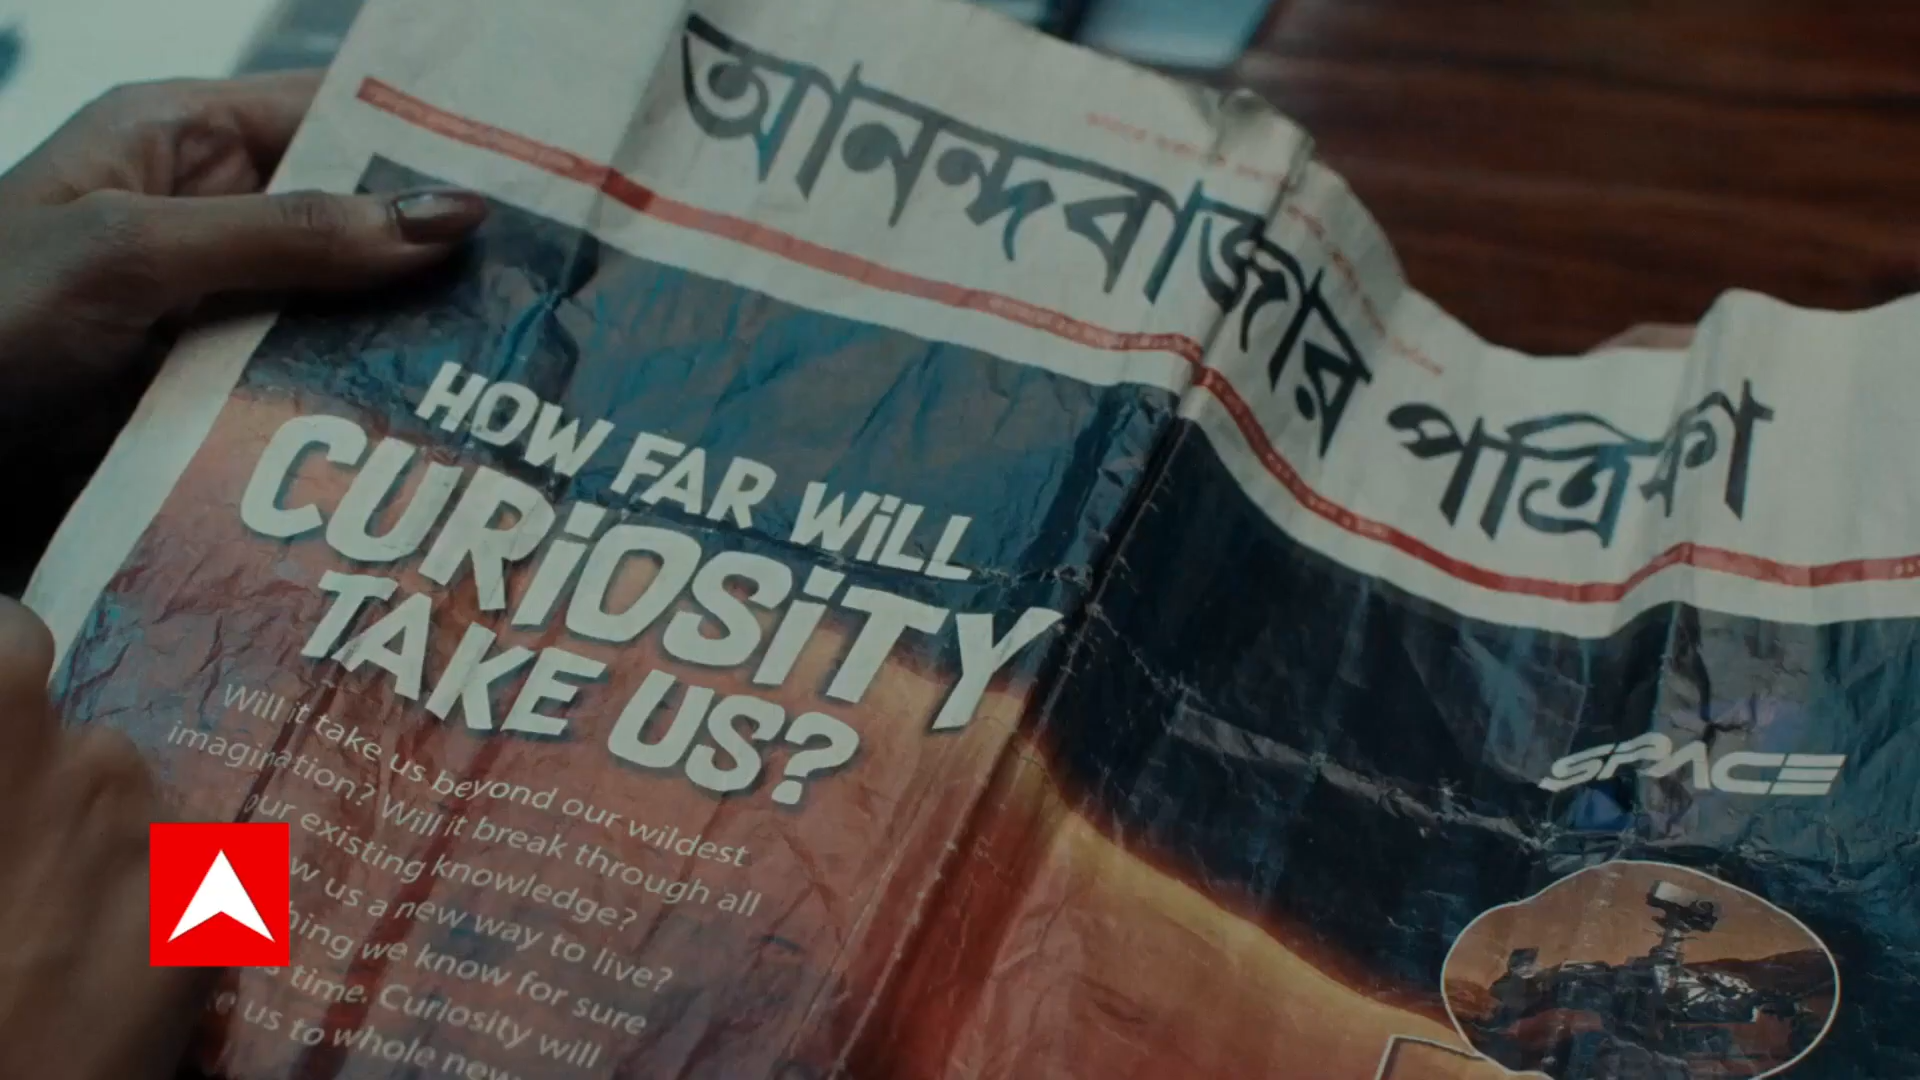 আনন্দবাজার পত্রিকা
HOW FAR WiLL
CURiOSiTY
TAKE US?
Will it take us beyond our wildest
imagination? Will it break through all
our existing knowledge?
us a new way to live?
we know for sure
time. Curiosity will
us to whole new
SPACE